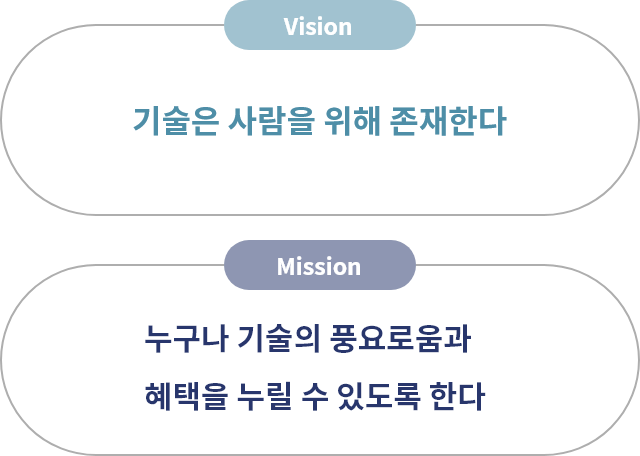 Vision
기술은 사람을 위해 존재한다
Mission
누구나 기술의 풍요로움과
혜택을 누릴 수 있도록 한다